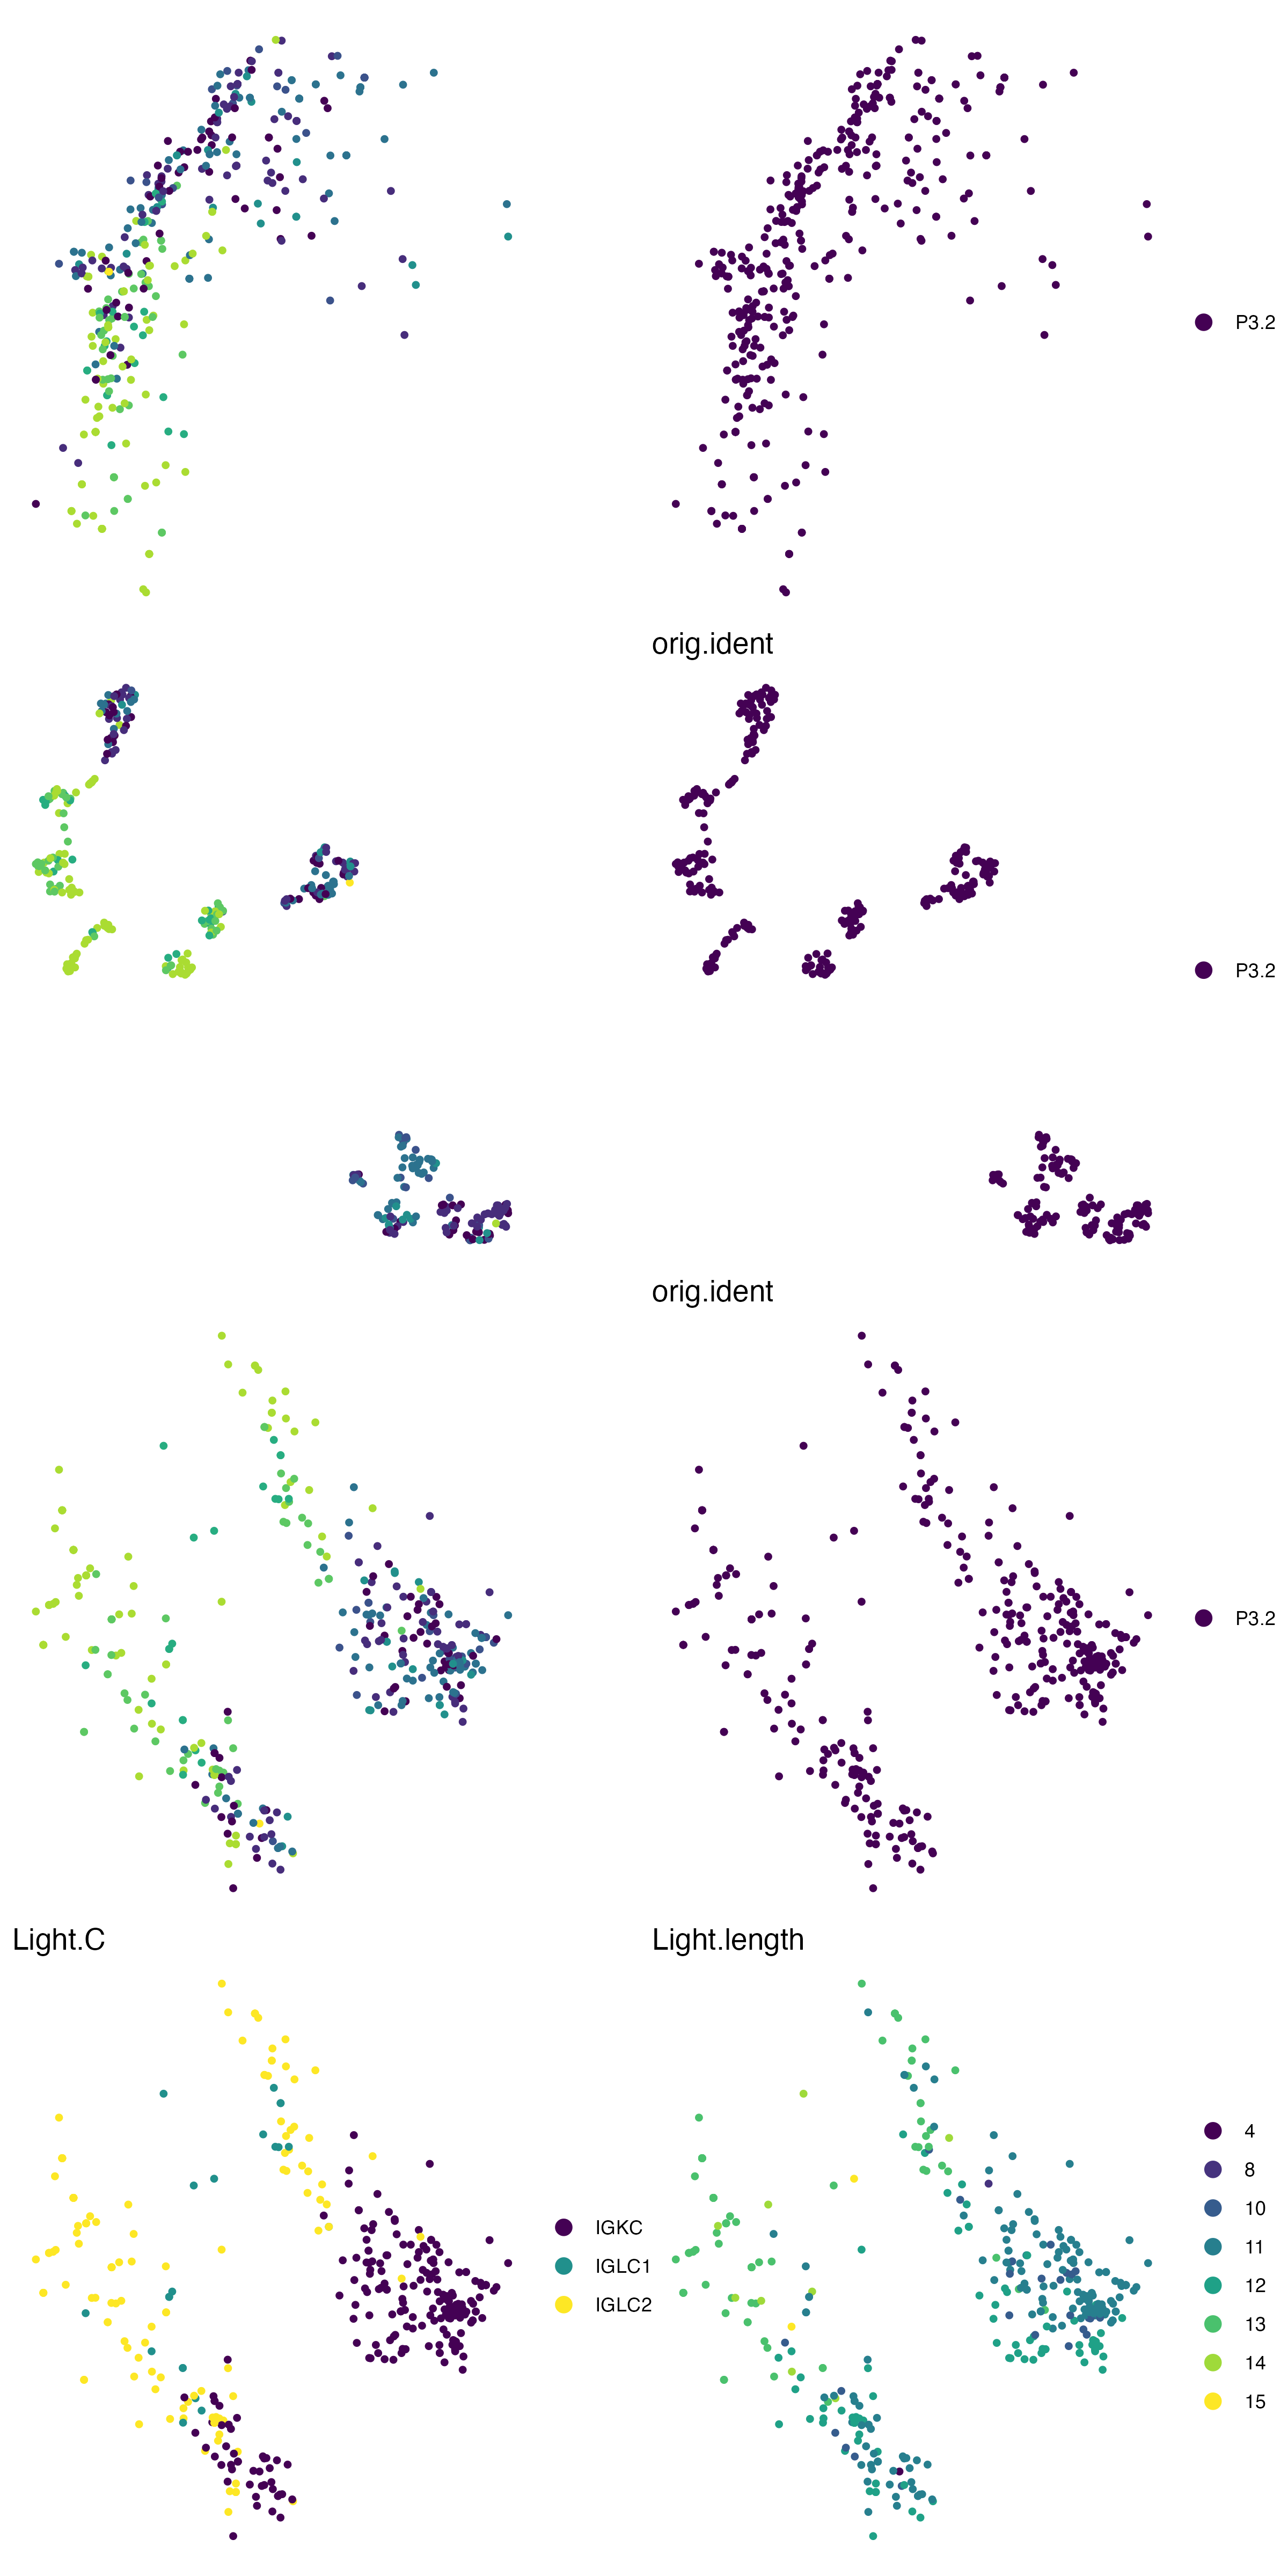 P3.2
orig.ident
P3.2
orig.ident
P3.2
Light.C
Light.length
IGKC
IGLC1
IGLC2
4
8
10
11
12
13
14
15